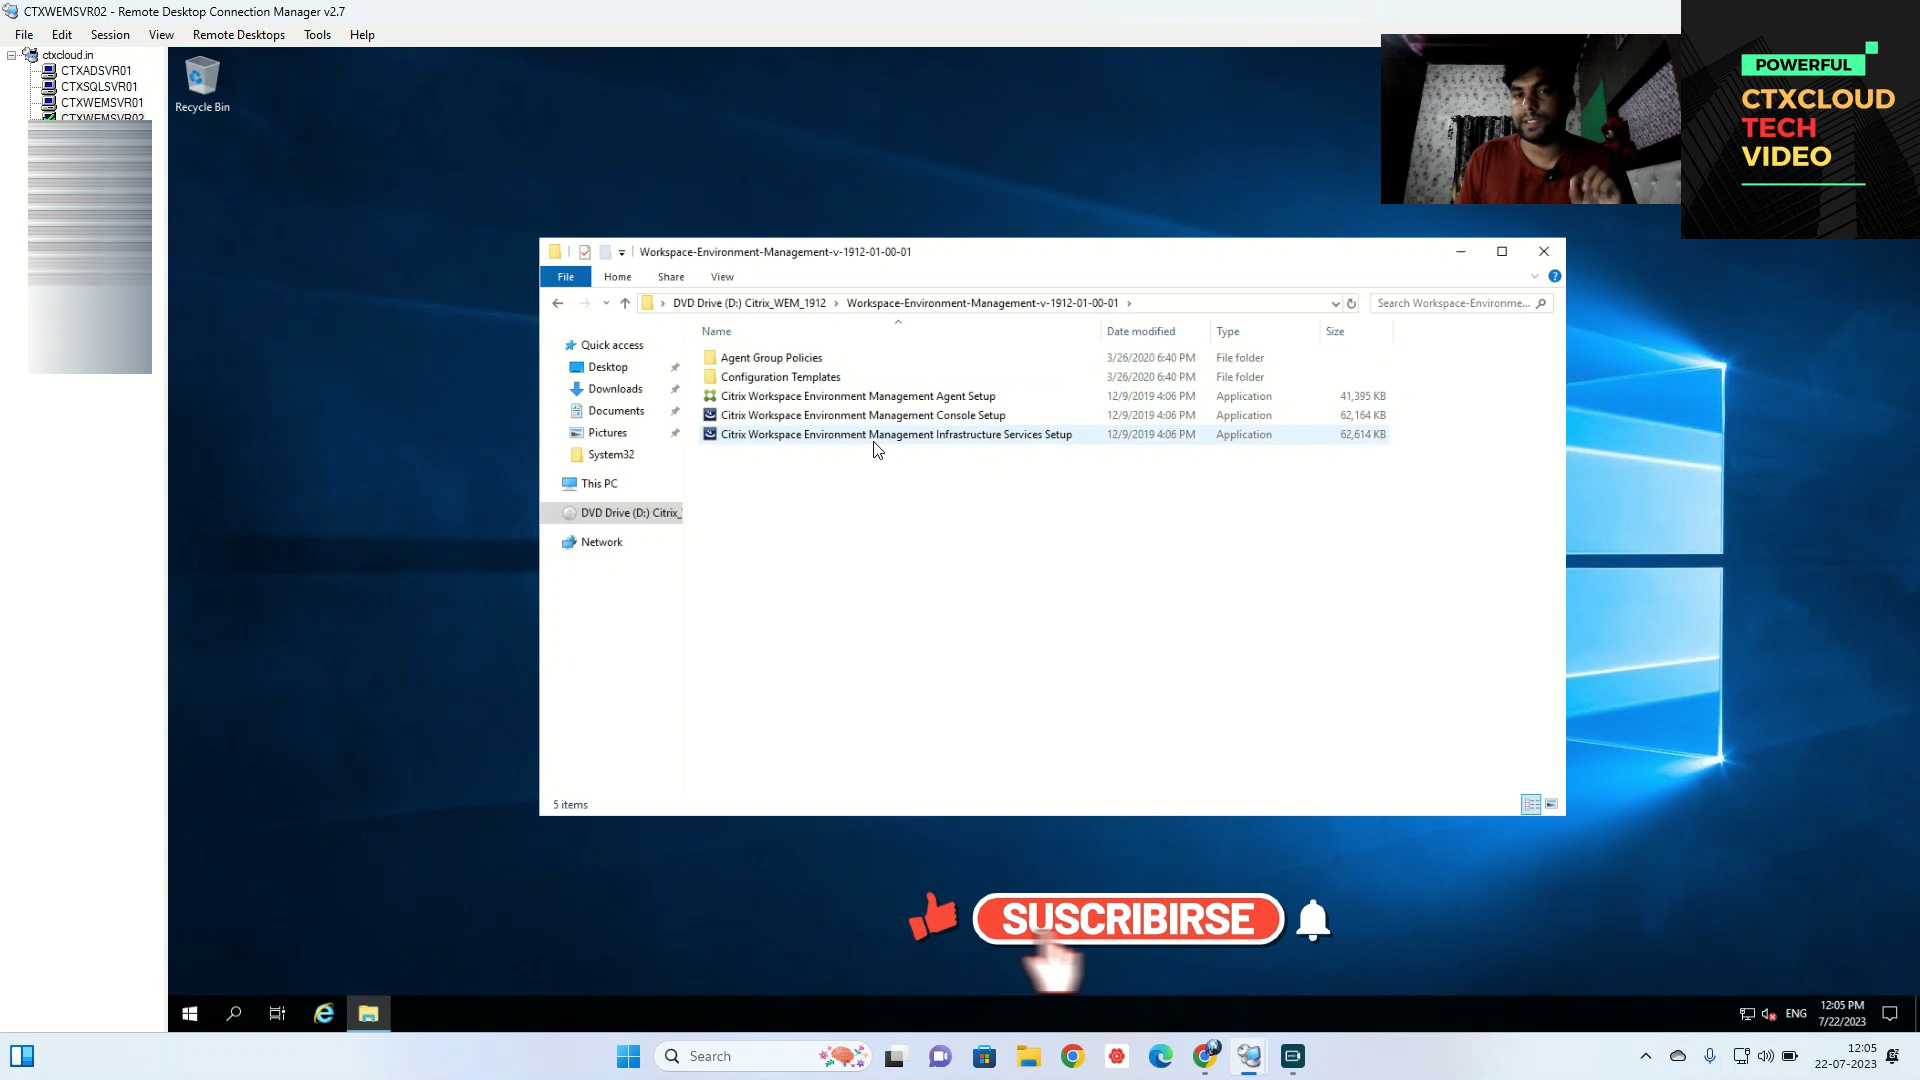 CTXWEMSVR02 - Remote Desktop Connection Manager v2.7
File Edit Session View Remote Desktops Tools Help
ctxcloud.in
CTXADSVR01
CTXSQLSVR01
CTXWEMSVR01
CTXWEMSVR02
Recycle Bin
POWERFUL
CTXCLOUD
TECH
VIDEO
Workspace-Environment-Management-v-1912-01-00-01
File Home Share View
DVD Drive (D:) Citrix_WEM_1912 Workspace-Environment-Management-v-1912-01-00-01
Search Workspace-Environme...
Name Date modified Type Size
Quick access
Desktop
Downloads
Documents
Pictures
System32
This PC
DVD Drive (D:) Citrix_
Network
Agent Group Policies 3/26/2020 6:40 PM File folder
Configuration Templates 3/26/2020 6:40 PM File folder
Citrix Workspace Environment Management Agent Setup 12/9/2019 4:06 PM Application 41,395 KB
Citrix Workspace Environment Management Console Setup 12/9/2019 4:06 PM Application 62,164 KB
Citrix Workspace Environment Management Infrastructure Services Setup 12/9/2019 4:06 PM Application 62,614 KB
5 items
SUSCRIBIRSE
ENG
12:05 PM
7/22/2023
Search
12:05
22-07-2023